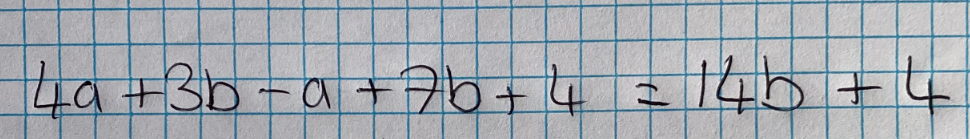 4a + 3b - a + 7b + 4 = 14b + 4